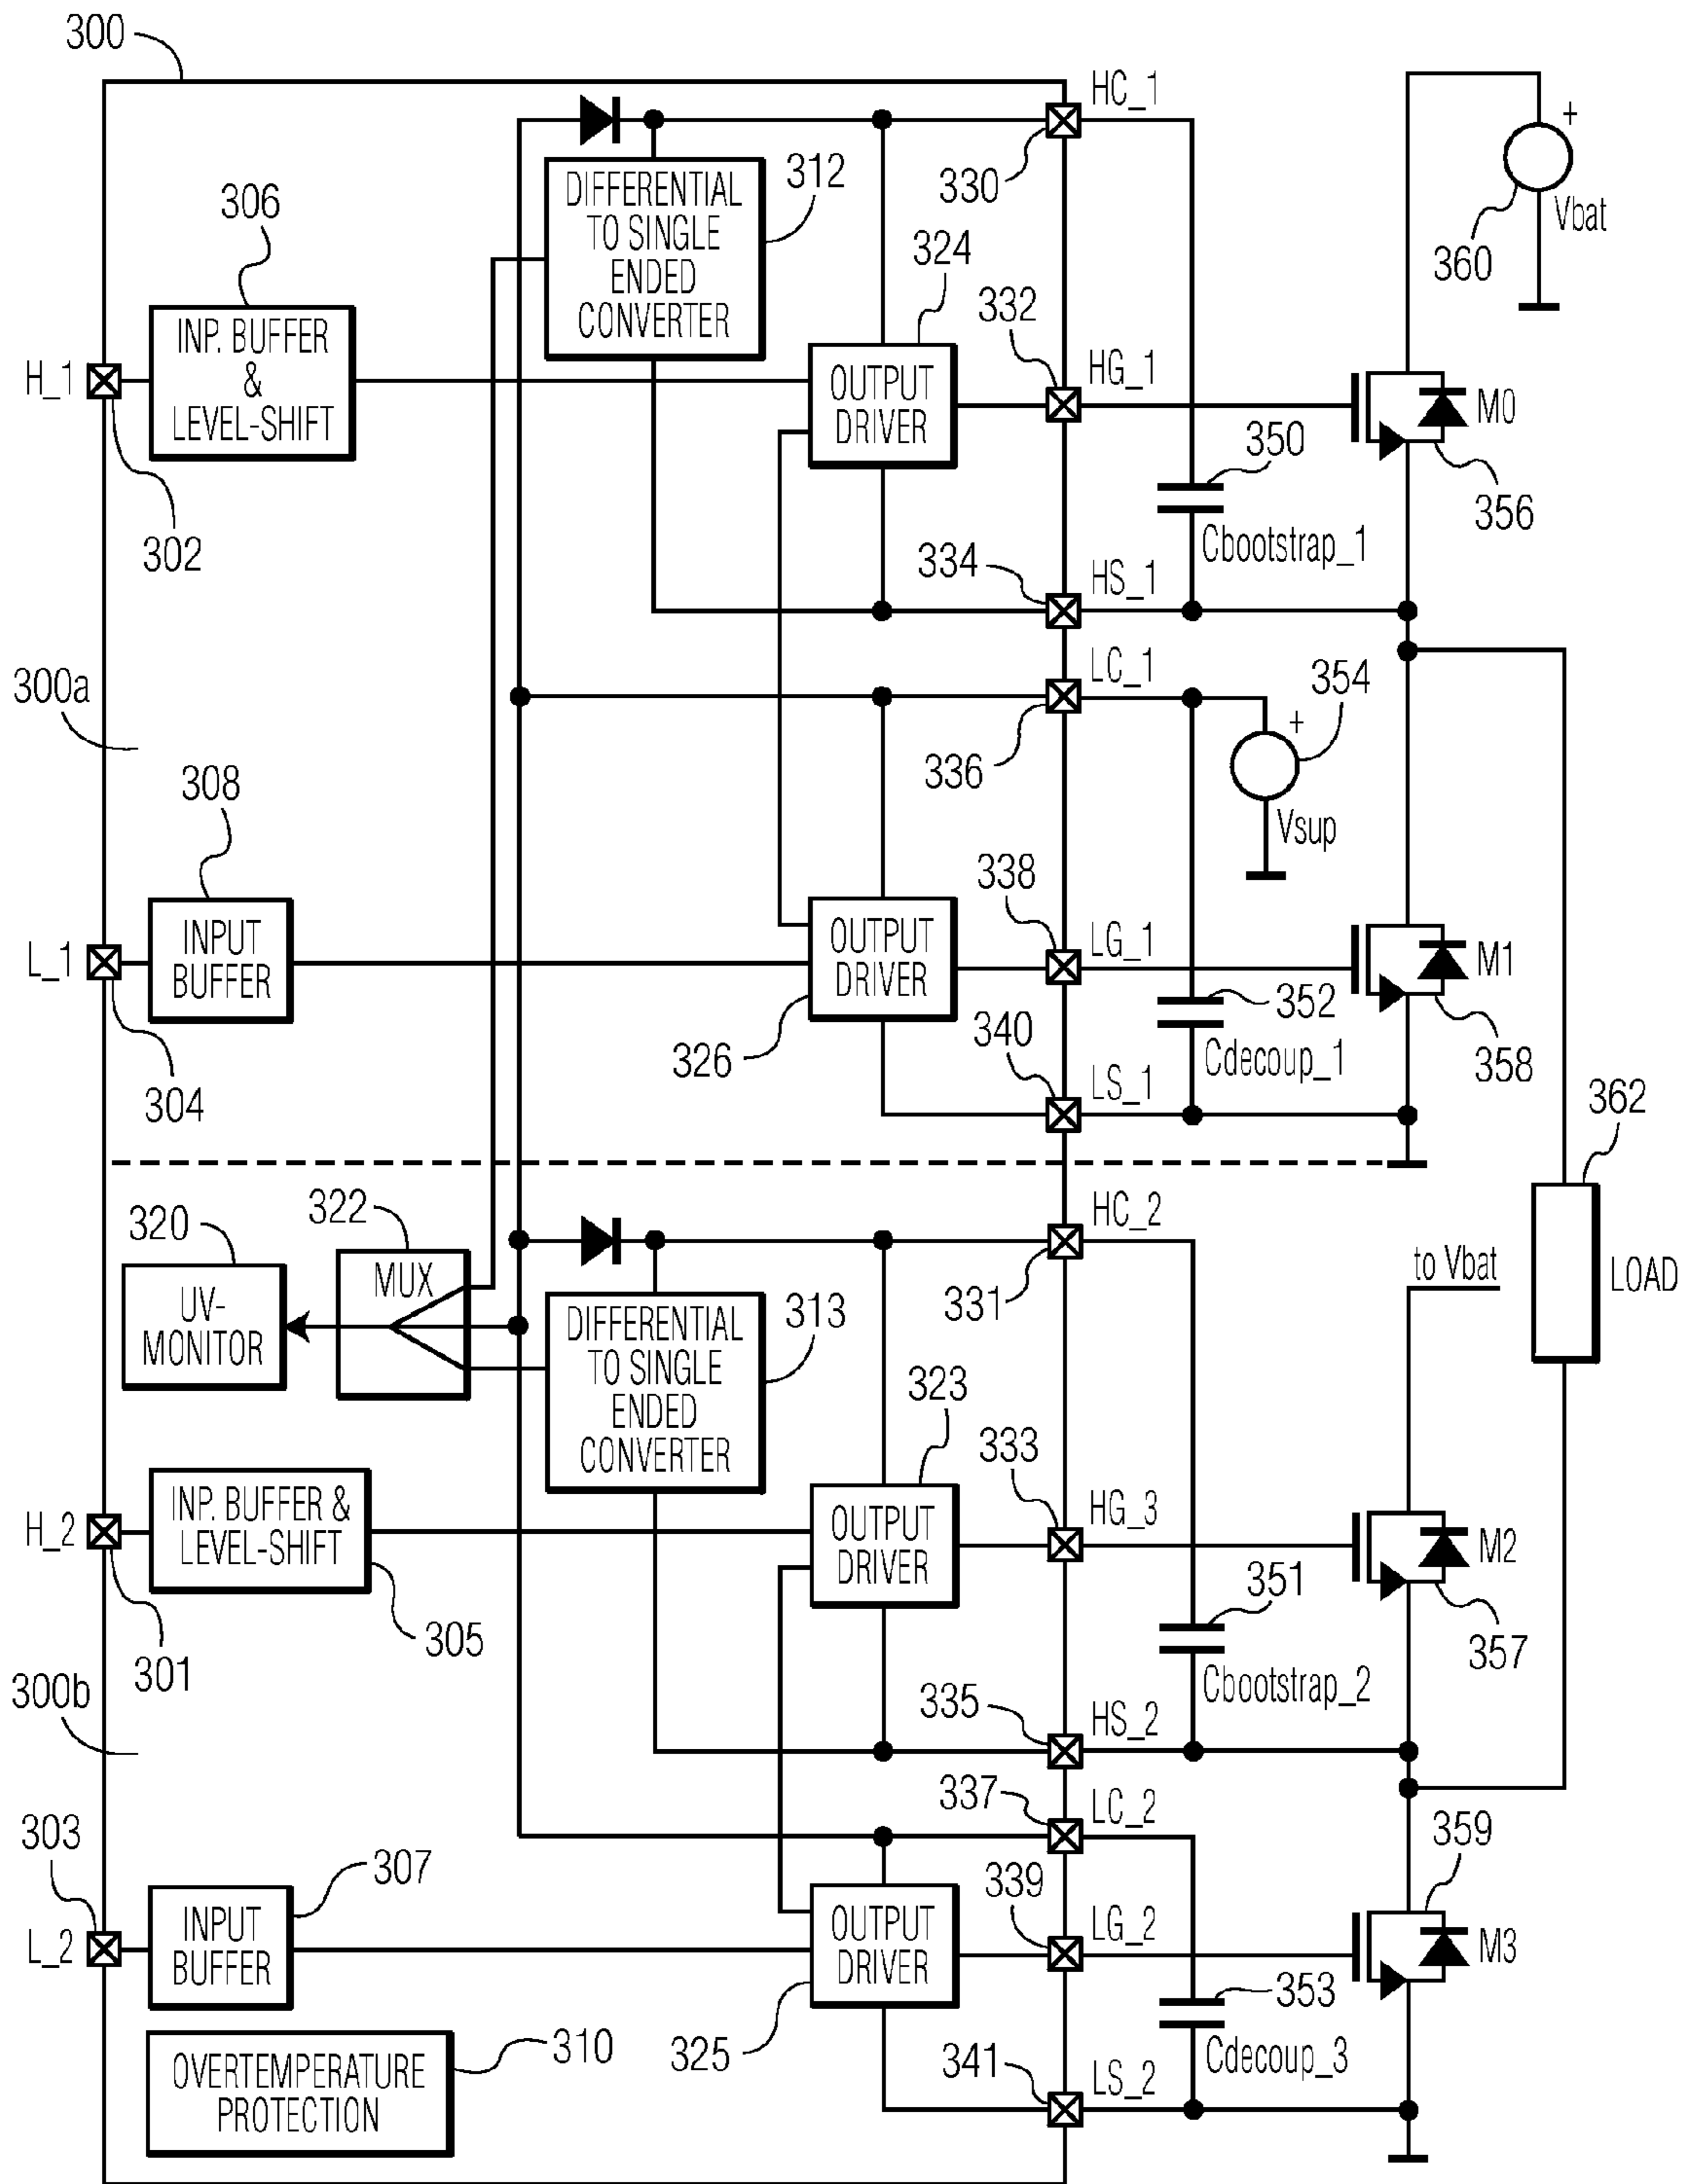 300
HC_1
330
+
Vbat
360
DIFFERENTIAL
TO SINGLE
ENDED
CONVERTER
312
306
INP. BUFFER
&
LEVEL-SHIFT
H_1
302
324
OUTPUT
DRIVER
332
HG_1
M0
356
350
Cbootstrap_1
334
HS_1
300a
LC_1
336
354
+
Vsup
308
INPUT
BUFFER
L_1
304
OUTPUT
DRIVER
326
338
LG_1
M1
358
352
Cdecoup_1
340
LS_1
362
LOAD
320
UV-
MONITOR
322
MUX
HC_2
331
to Vbat
DIFFERENTIAL
TO SINGLE
ENDED
CONVERTER
313
323
OUTPUT
DRIVER
333
HG_3
M2
357
INP. BUFFER &
LEVEL-SHIFT
H_2
301
305
351
Cbootstrap_2
300b
335
HS_2
337
LC_2
303
L_2
307
INPUT
BUFFER
OUTPUT
DRIVER
325
339
LG_2
359
M3
353
Cdecoup_3
341
LS_2
OVERTEMPERATURE
PROTECTION
310